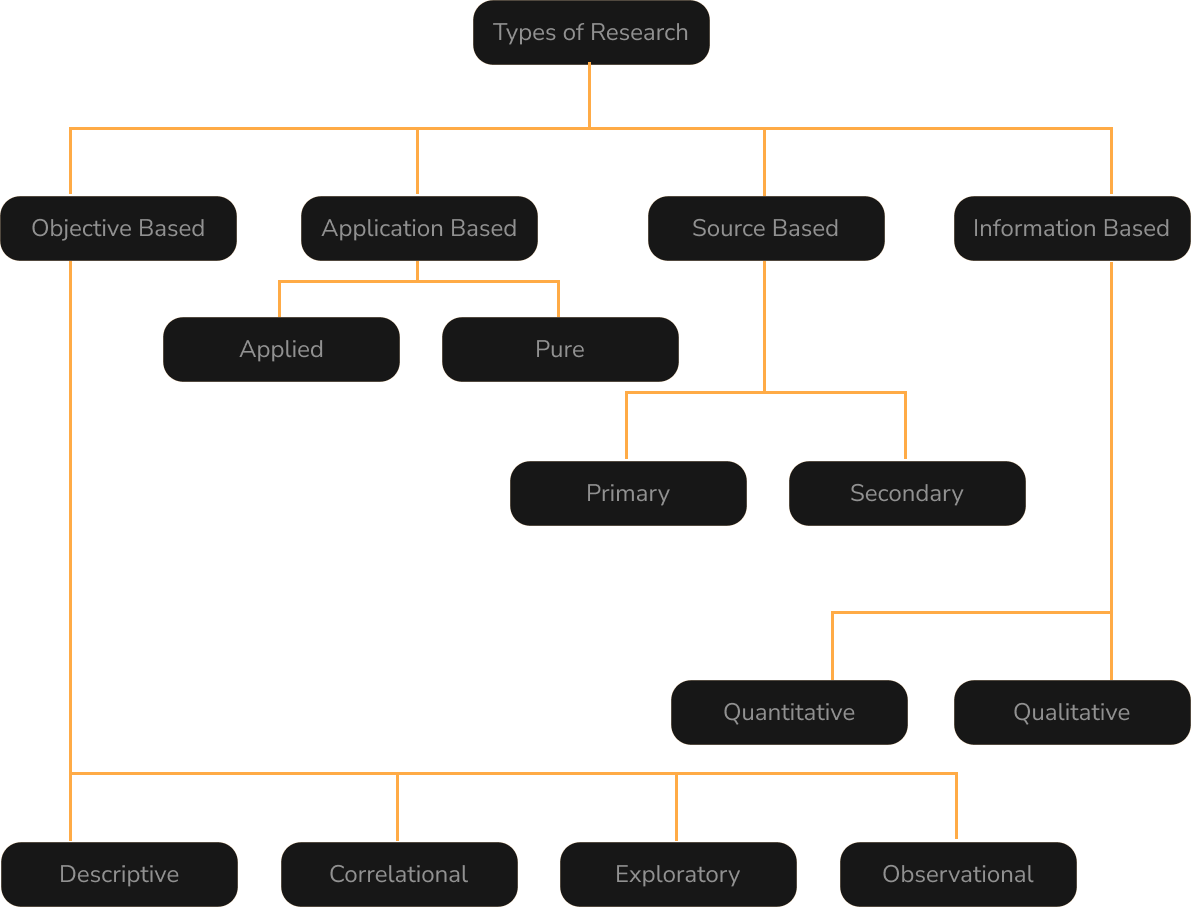 Types of Research
Objective Based
Application Based
Source Based
Information Based
Applied
Pure
Primary
Secondary
Quantitative
Qualitative
Descriptive
Correlational
Exploratory
Observational